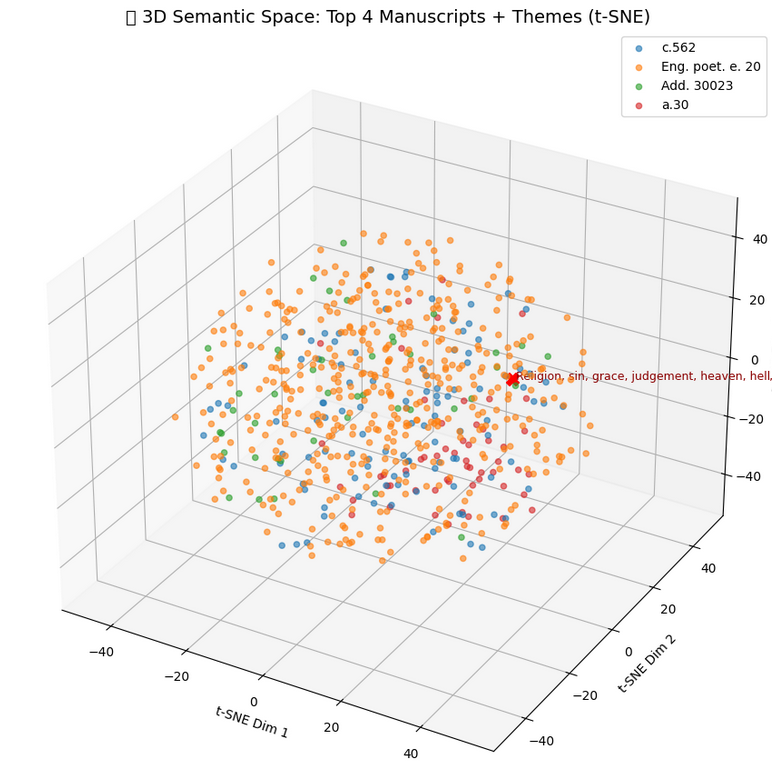 3D Semantic Space: Top 4 Manuscripts + Themes (t-SNE)
c.562
Eng. poet. e. 20
Add. 30023
a.30
Religion, sin, grace, judgement, heaven, hell,
40
20
0
−20
−40
−40
−20
0
20
40
t-SNE Dim 1
−40
−20
0
20
40
t-SNE Dim 2